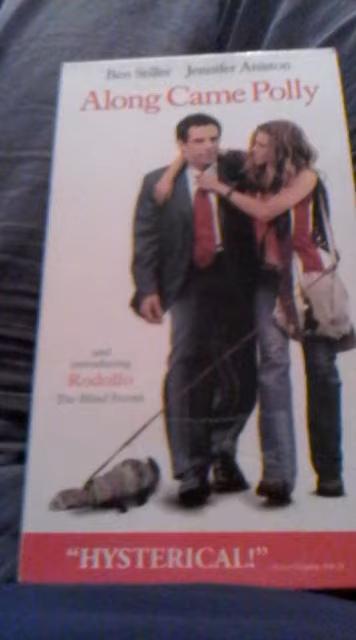 Ben Stiller Jennifer Aniston
Along Came Polly
and
introducing
Rodolfo
The Blind Ferret
"HYSTERICAL!"